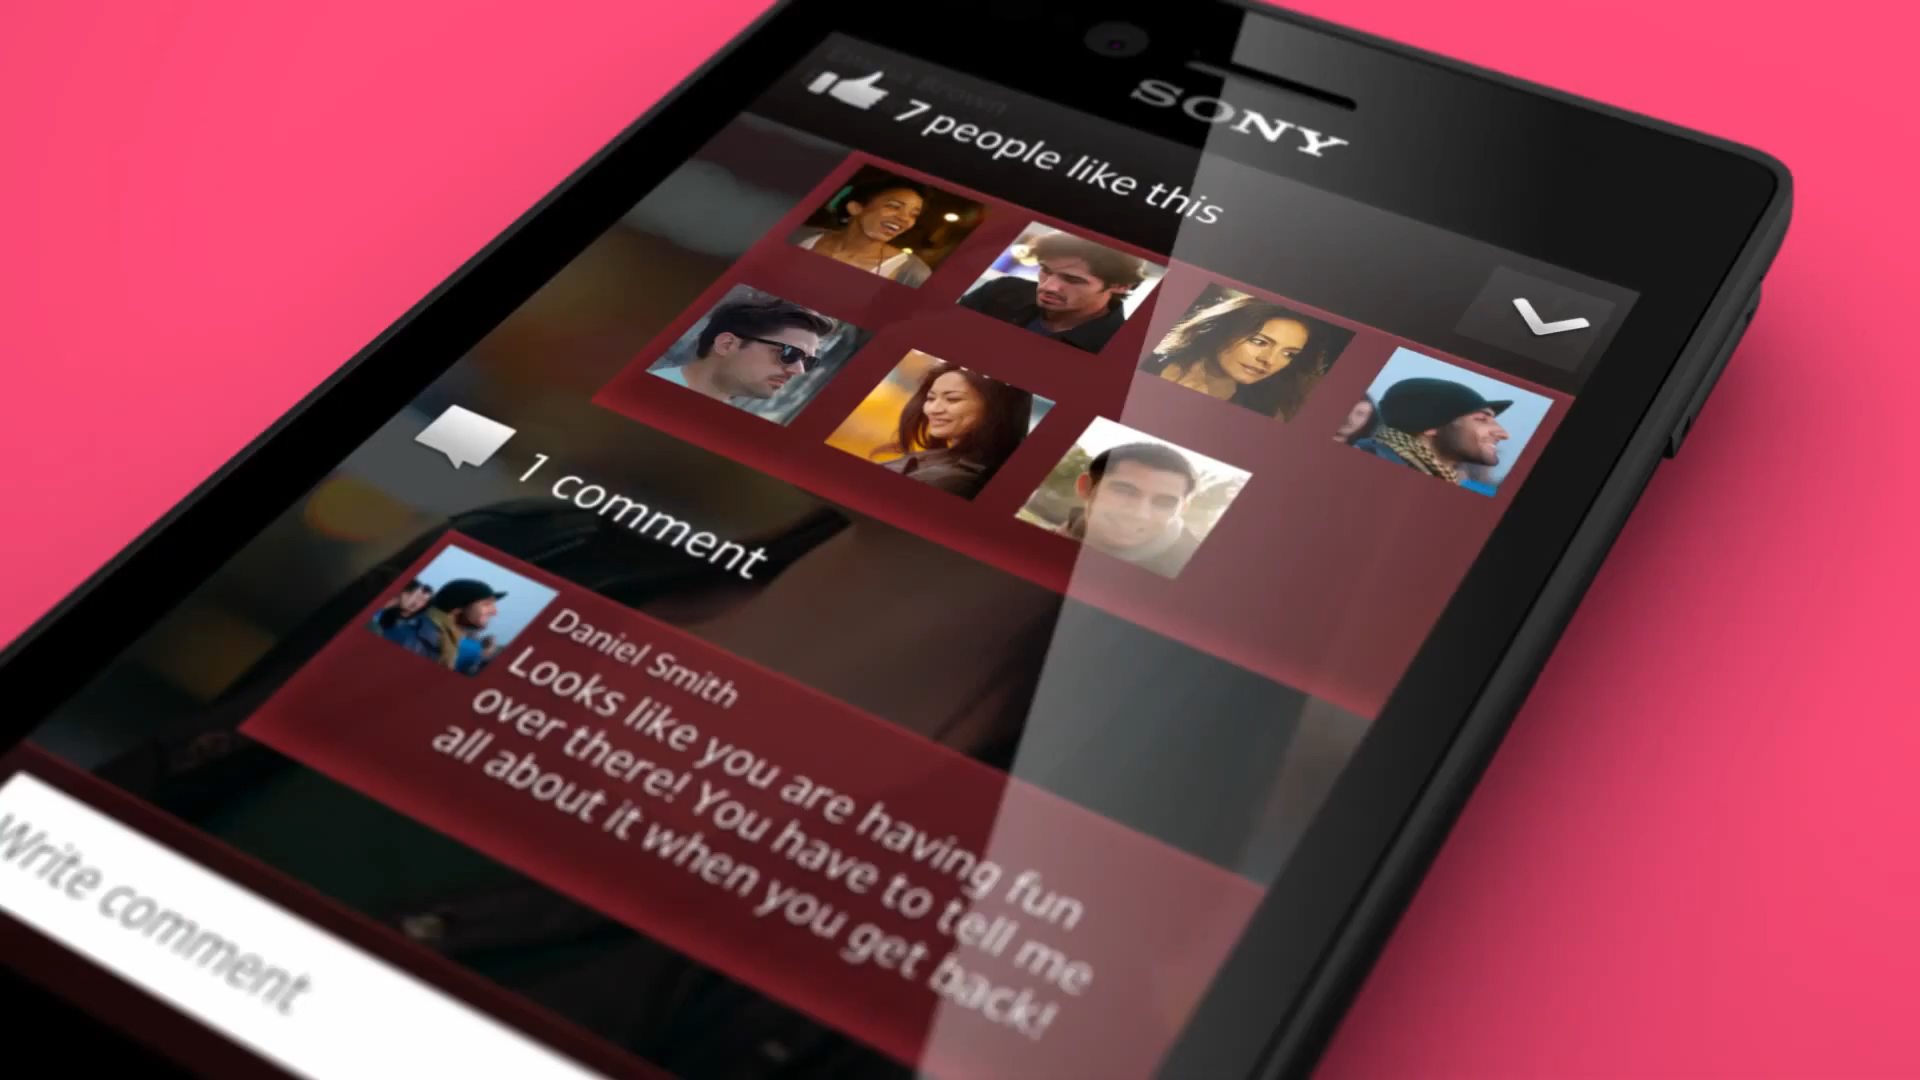 SONY
7 people like this
1 comment
Daniel Smith
Looks like you are having fun
over there! You have to tell me
all about it when you get back!
Write comment